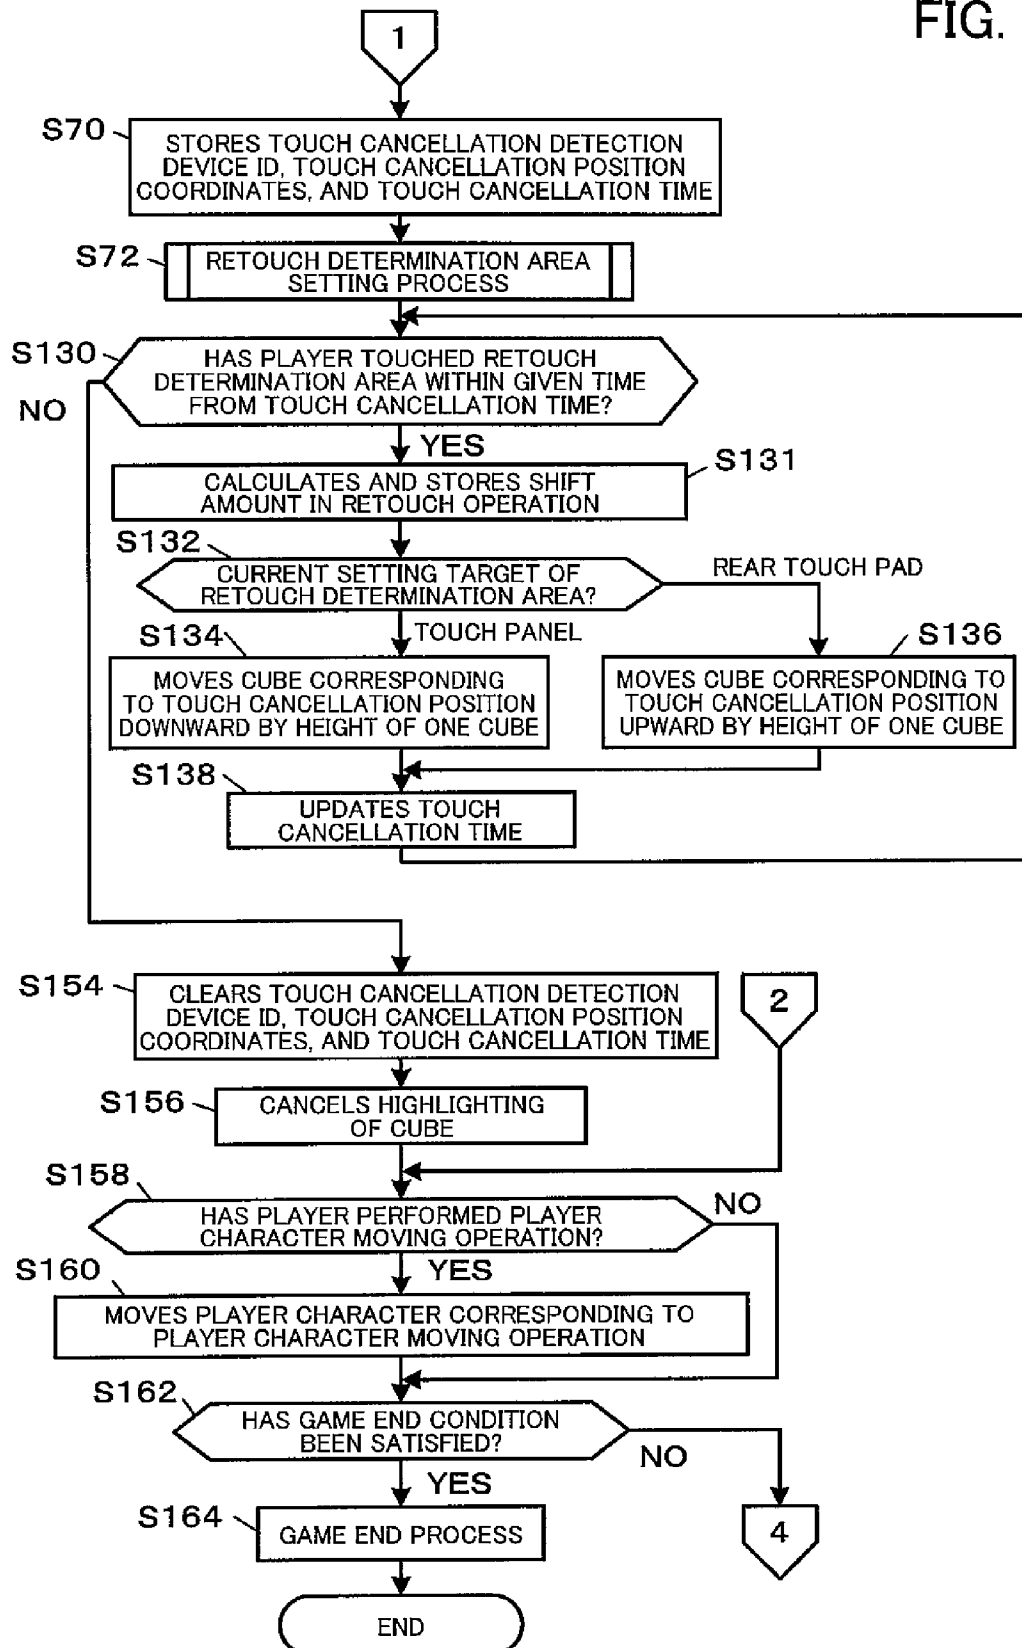 FIG.
1
S70
STORES TOUCH CANCELLATION DETECTION
DEVICE ID, TOUCH CANCELLATION POSITION
COORDINATES, AND TOUCH CANCELLATION TIME
S72
RETOUCH DETERMINATION AREA
SETTING PROCESS
S130
HAS PLAYER TOUCHED RETOUCH
DETERMINATION AREA WITHIN GIVEN TIME
FROM TOUCH CANCELLATION TIME?
NO
YES
S131
CALCULATES AND STORES SHIFT
AMOUNT IN RETOUCH OPERATION
S132
CURRENT SETTING TARGET OF
RETOUCH DETERMINATION AREA?
REAR TOUCH PAD
TOUCH PANEL
S134
MOVES CUBE CORRESPONDING
TO TOUCH CANCELLATION POSITION
DOWNWARD BY HEIGHT OF ONE CUBE
S136
MOVES CUBE CORRESPONDING TO
TOUCH CANCELLATION POSITION
UPWARD BY HEIGHT OF ONE CUBE
S138
UPDATES TOUCH
CANCELLATION TIME
S154
CLEARS TOUCH CANCELLATION DETECTION
DEVICE ID, TOUCH CANCELLATION POSITION
COORDINATES, AND TOUCH CANCELLATION TIME
2
S156
CANCELS HIGHLIGHTING
OF CUBE
S158
HAS PLAYER PERFORMED PLAYER
CHARACTER MOVING OPERATION?
NO
YES
S160
MOVES PLAYER CHARACTER CORRESPONDING TO
PLAYER CHARACTER MOVING OPERATION
S162
HAS GAME END CONDITION
BEEN SATISFIED?
NO
YES
S164
GAME END PROCESS
4
END